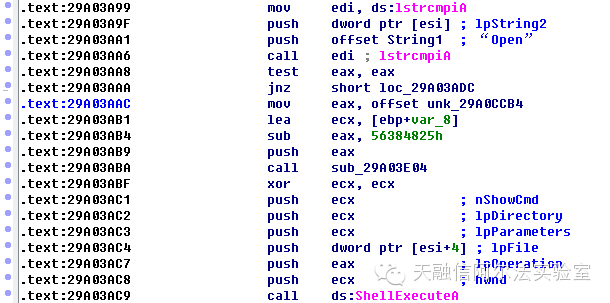 .text:29A03A99 mov edi, ds:lstrcmpiA
.text:29A03A9F push dword ptr [esi] ; lpString2
.text:29A03AA1 push offset String1 ; “Open”
.text:29A03AA6 call edi ; lstrcmpiA
.text:29A03AA8 test eax, eax
.text:29A03AAA jnz short loc_29A03ADC
.text:29A03AAC mov eax, offset unk_29A0CCB4
.text:29A03AB1 lea ecx, [ebp+var_8]
.text:29A03AB4 sub eax, 56384825h
.text:29A03AB9 push eax
.text:29A03ABA call sub_29A03E04
.text:29A03ABF xor ecx, ecx
.text:29A03AC1 push ecx ; nShowCmd
.text:29A03AC2 push ecx ; lpDirectory
.text:29A03AC3 push ecx ; lpParameters
.text:29A03AC4 push dword ptr [esi+4] ; lpFile
.text:29A03AC7 push eax ; lpOperation
.text:29A03AC8 push ecx ; hwnd
.text:29A03AC9 call ds:ShellExecuteA
天融信阿尔法实验室